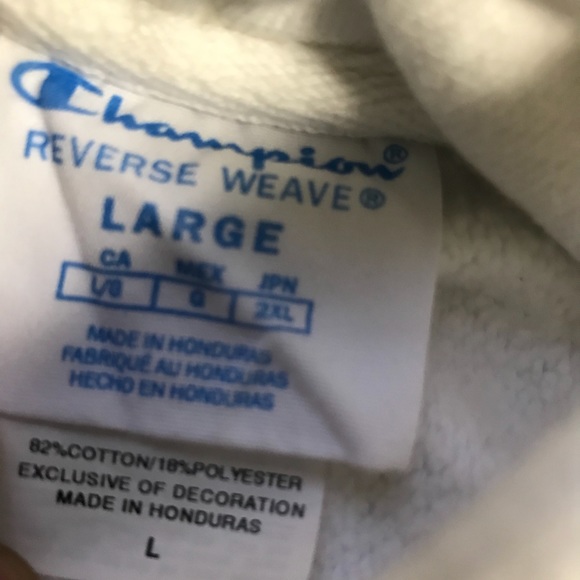 Champion®
REVERSE WEAVE®
LARGE
CA MEX JPN
L/G G 2XL
MADE IN HONDURAS
FABRIQUÉ AU HONDURAS
HECHO EN HONDURAS
82%COTTON/18%POLYESTER
EXCLUSIVE OF DECORATION
MADE IN HONDURAS
L